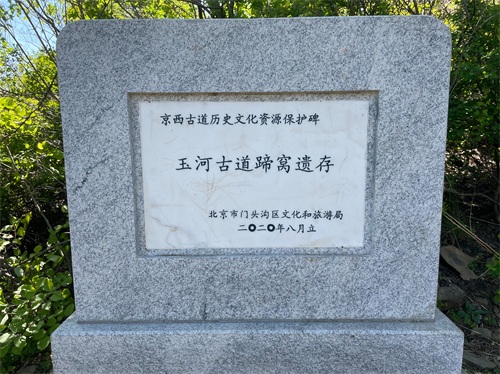 京西古道历史文化资源保护碑
玉河古道蹄窝遗存
北京市门头沟区文化和旅游局
二〇二〇年八月立